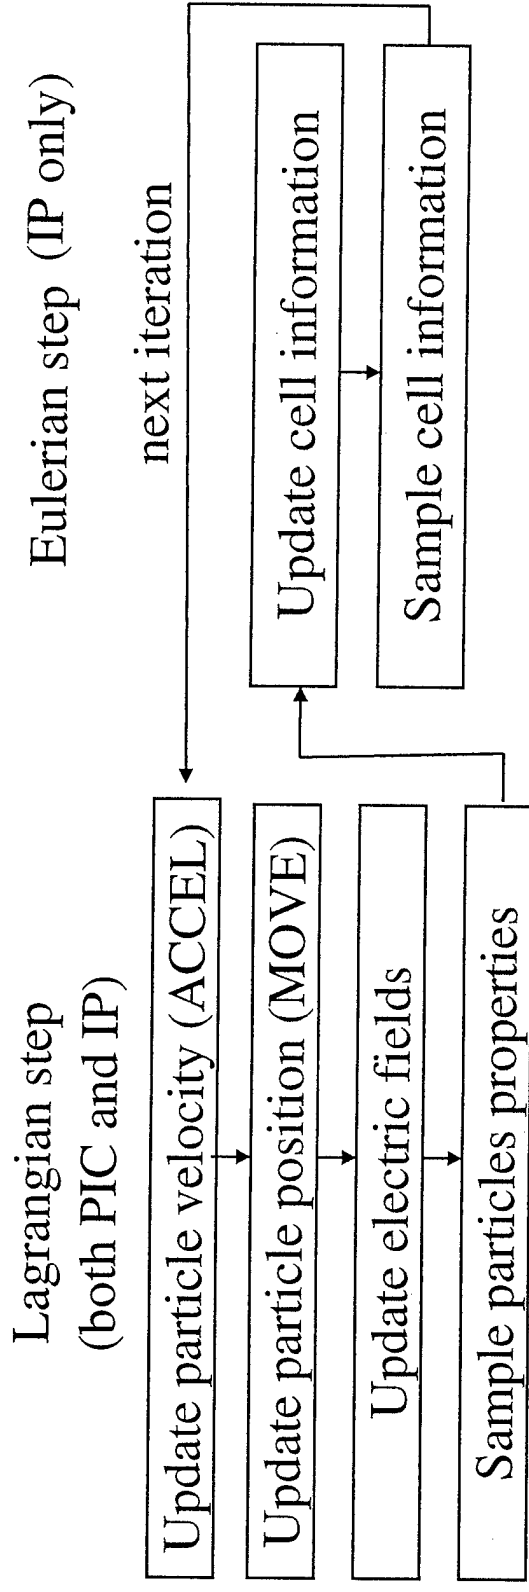 Lagrangian step
(both PIC and IP)
Update particle velocity (ACCEL)
Update particle position (MOVE)
Update electric fields
Sample particles properties
Eulerian step (IP only)
next iteration
Update cell information
Sample cell information